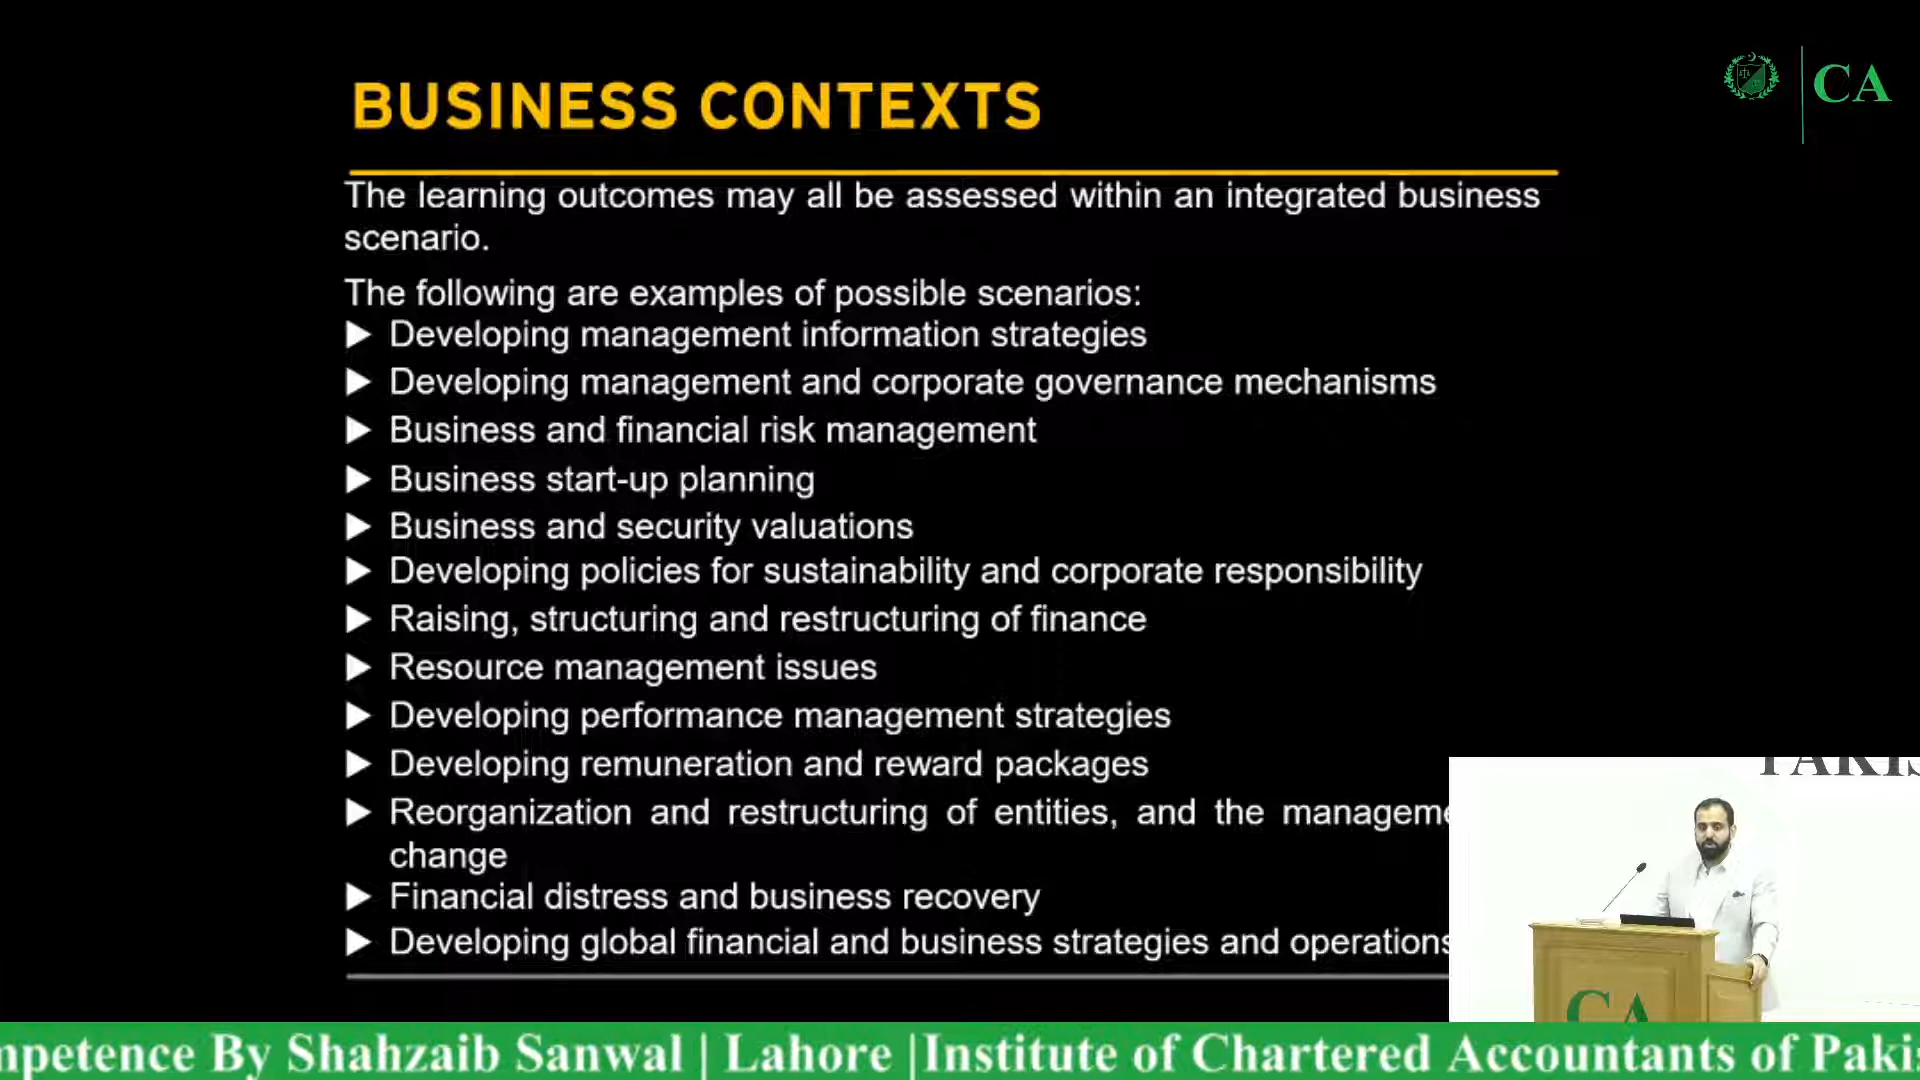 BUSINESS CONTEXTS
CA
The learning outcomes may all be assessed within an integrated business
scenario.
The following are examples of possible scenarios:
▶ Developing management information strategies
▶ Developing management and corporate governance mechanisms
▶ Business and financial risk management
▶ Business start-up planning
▶ Business and security valuations
▶ Developing policies for sustainability and corporate responsibility
▶ Raising, structuring and restructuring of finance
▶ Resource management issues
▶ Developing performance management strategies
▶ Developing remuneration and reward packages
▶ Reorganization and restructuring of entities, and the manageme
change
▶ Financial distress and business recovery
▶ Developing global financial and business strategies and operations
PAKIS
CA
mpetence By Shahzaib Sanwal | Lahore |Institute of Chartered Accountants of Pakis